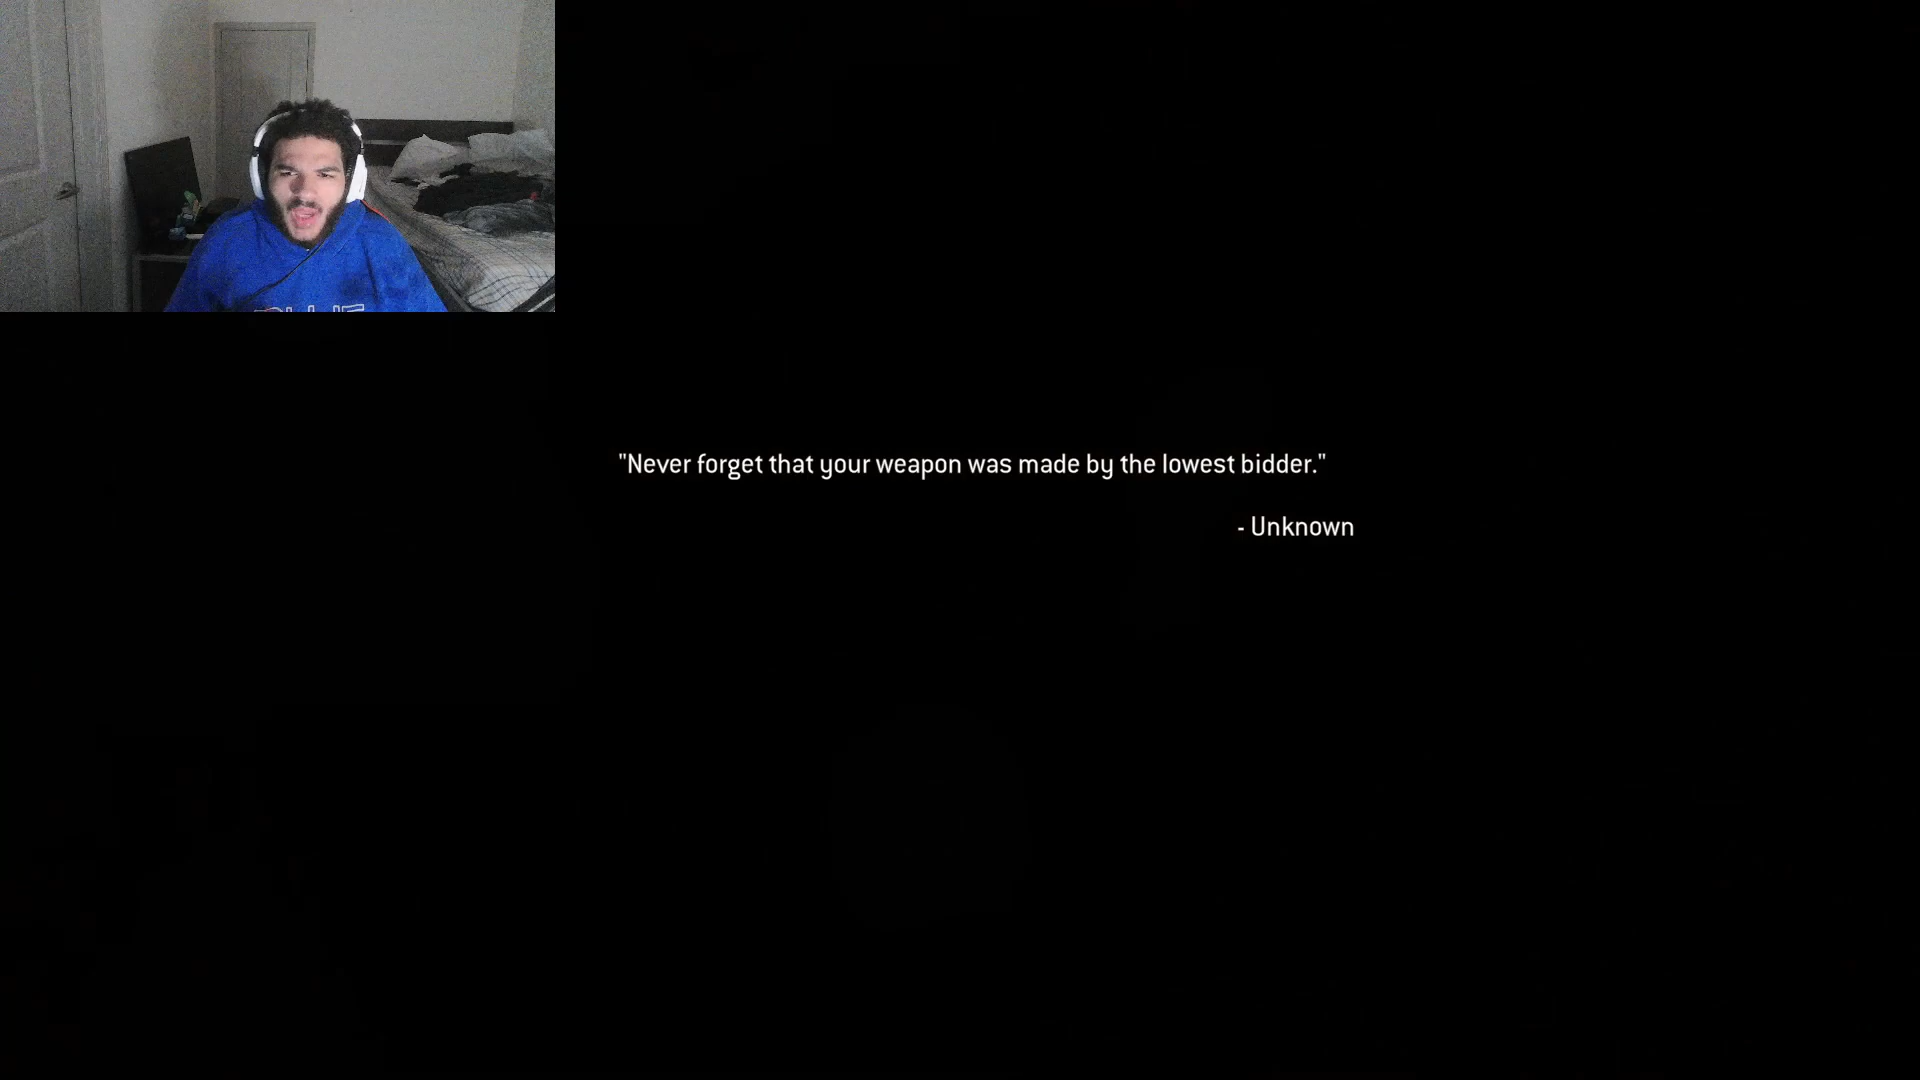 "Never forget that your weapon was made by the lowest bidder."
- Unknown